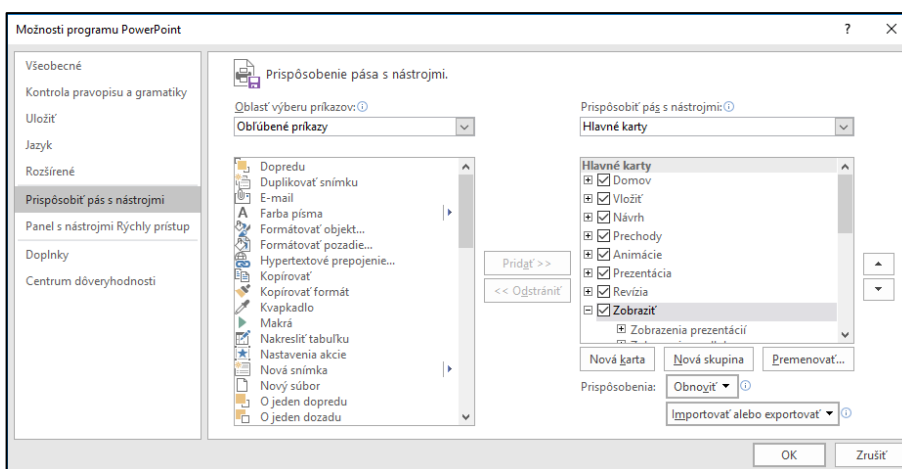 Možnosti programu PowerPoint
?
Všeobecné
Kontrola pravopisu a gramatiky
Uložiť
Jazyk
Rozšírené
Prispôsobiť pás s nástrojmi
Panel s nástrojmi Rýchly prístup
Doplnky
Centrum dôveryhodnosti
Prispôsobenie pása s nástrojmi.
Oblasť výberu príkazov:
Obľúbené príkazy
Dopredu
Duplikovať snímku
E-mail
Farba písma
Formátovať objekt...
Formátovať pozadie...
Hypertextové prepojenie...
Kopírovať
Kopírovať formát
Kvapkadlo
Makrá
Nakresliť tabuľku
Nastavenia akcie
Nová snímka
Nový súbor
O jeden dopredu
O jeden dozadu
Pridať >>
<< Odstrániť
Prispôsobiť pás s nástrojmi:
Hlavné karty
Hlavné karty
Domov
Vložiť
Návrh
Prechody
Animácie
Prezentácia
Revízia
Zobraziť
Zobrazenia prezentácií
Nová karta
Nová skupina
Premenovať...
Prispôsobenia:
Obnoviť
Importovať alebo exportovať
OK
Zrušiť